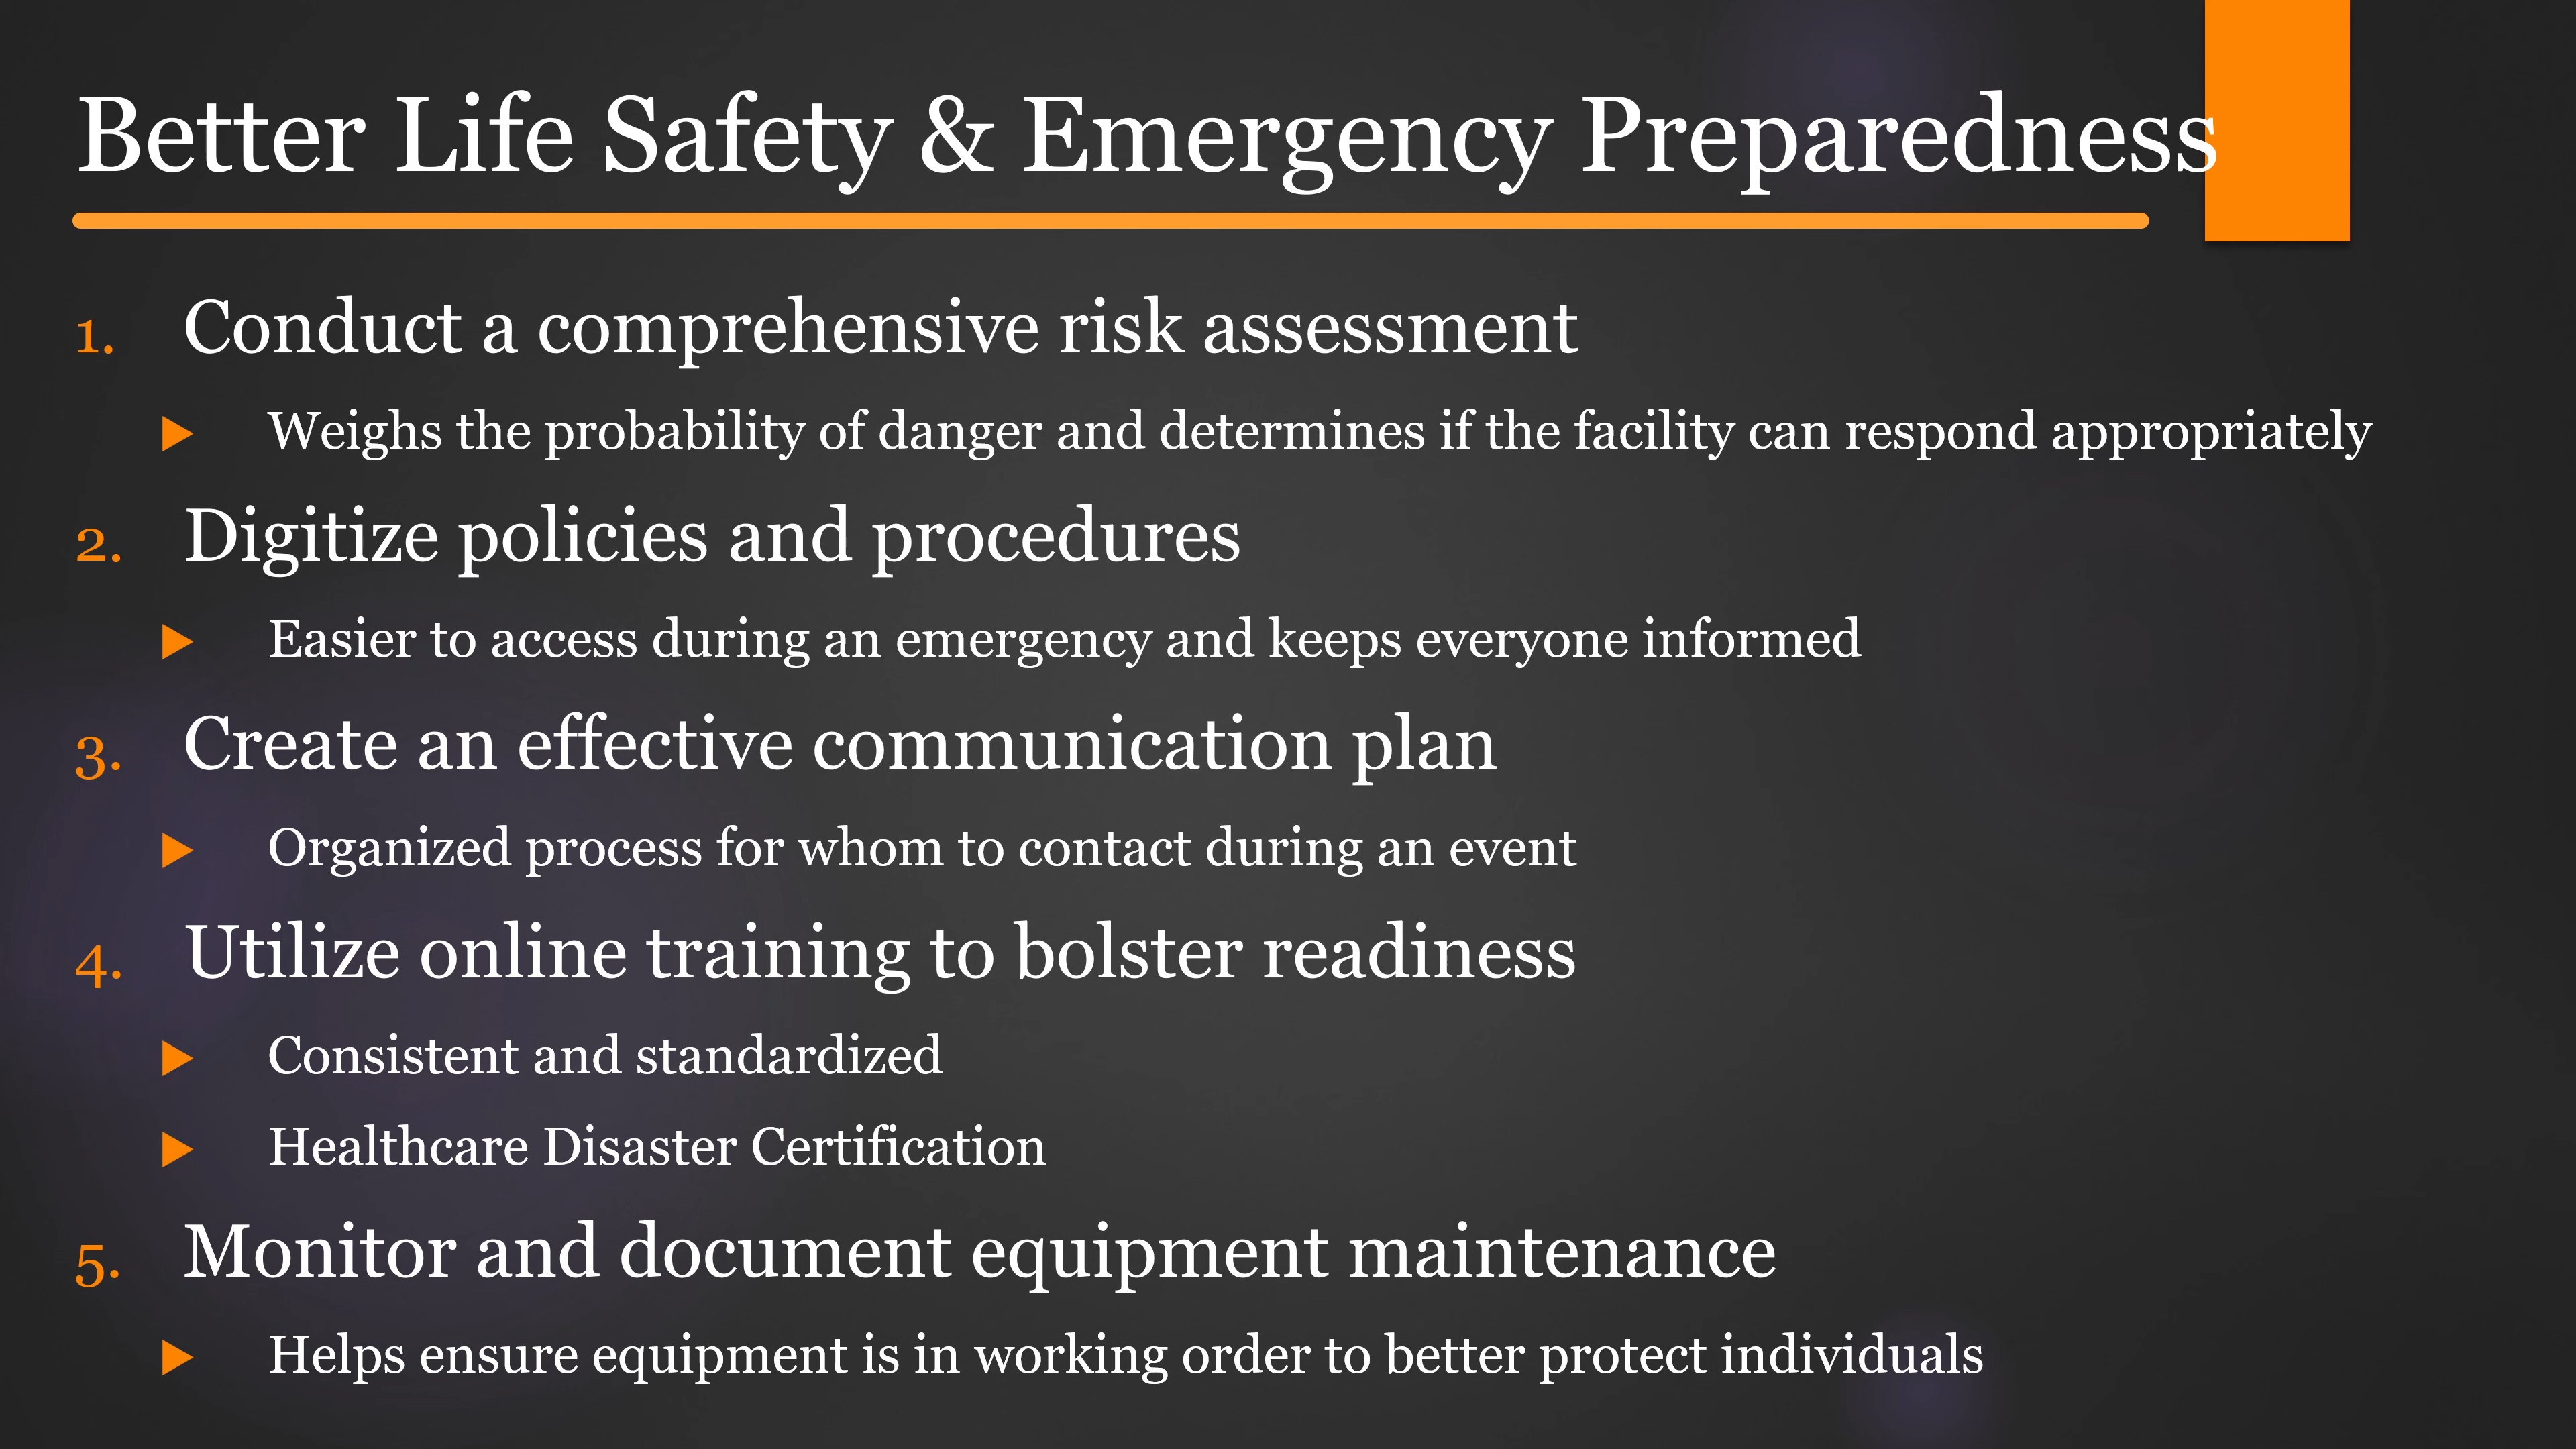 Better Life Safety & Emergency Preparedness
1. Conduct a comprehensive risk assessment
Weighs the probability of danger and determines if the facility can respond appropriately
2. Digitize policies and procedures
Easier to access during an emergency and keeps everyone informed
3. Create an effective communication plan
Organized process for whom to contact during an event
4. Utilize online training to bolster readiness
Consistent and standardized
Healthcare Disaster Certification
5. Monitor and document equipment maintenance
Helps ensure equipment is in working order to better protect individuals